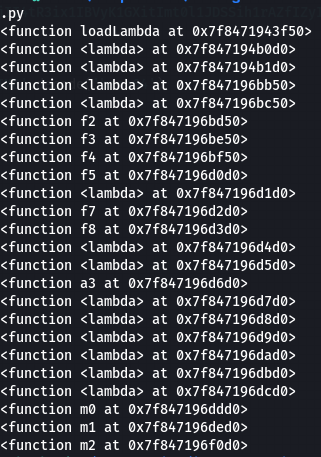 .py
<function loadLambda at 0x7f8471943f50>
<function <lambda> at 0x7f847194b0d0>
<function <lambda> at 0x7f847194b1d0>
<function <lambda> at 0x7f847196bb50>
<function <lambda> at 0x7f847196bc50>
<function f2 at 0x7f847196bd50>
<function f3 at 0x7f847196be50>
<function f4 at 0x7f847196bf50>
<function f5 at 0x7f847196d0d0>
<function <lambda> at 0x7f847196d1d0>
<function f7 at 0x7f847196d2d0>
<function f8 at 0x7f847196d3d0>
<function <lambda> at 0x7f847196d4d0>
<function <lambda> at 0x7f847196d5d0>
<function a3 at 0x7f847196d6d0>
<function <lambda> at 0x7f847196d7d0>
<function <lambda> at 0x7f847196d8d0>
<function <lambda> at 0x7f847196d9d0>
<function <lambda> at 0x7f847196dad0>
<function <lambda> at 0x7f847196dbd0>
<function <lambda> at 0x7f847196dcd0>
<function m0 at 0x7f847196ddd0>
<function m1 at 0x7f847196ded0>
<function m2 at 0x7f847196f0d0>